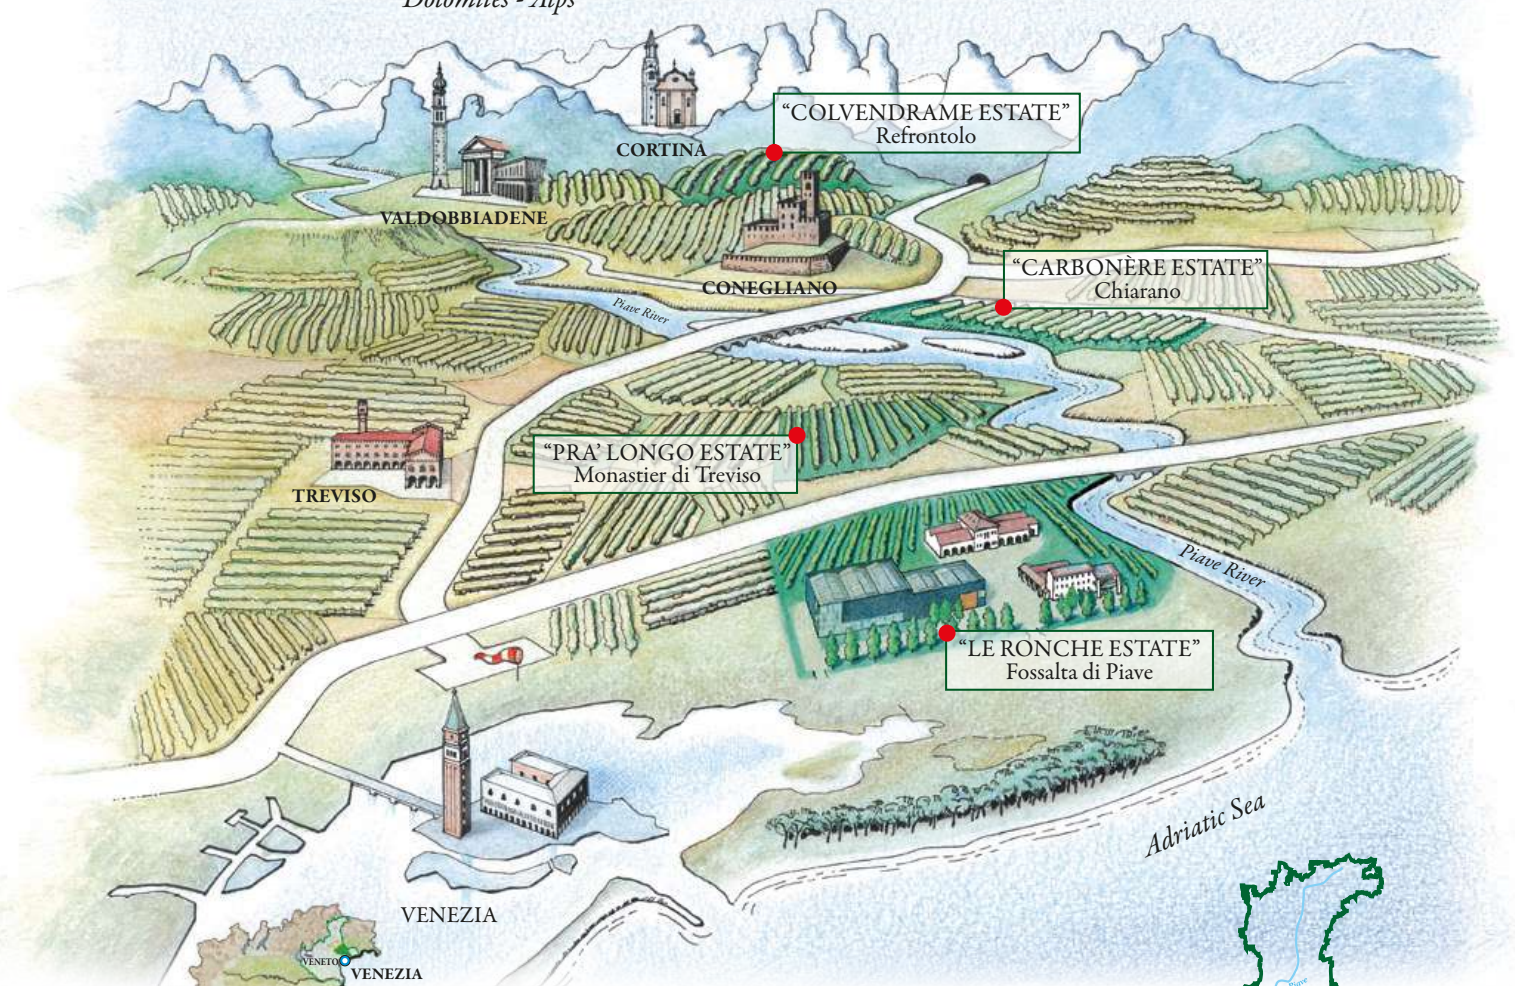 Dolomites - Alps
“COLVENDRAME ESTATE”
Refrontolo
CORTINA
VALDOBBIADENE
“CARBONÈRE ESTATE”
Chiarano
CONEGLIANO
Piave River
“PRA’ LONGO ESTATE”
Monastier di Treviso
TREVISO
Piave River
“LE RONCHE ESTATE”
Fossalta di Piave
Adriatic Sea
VENEZIA
VENETO
VENEZIA
Piave